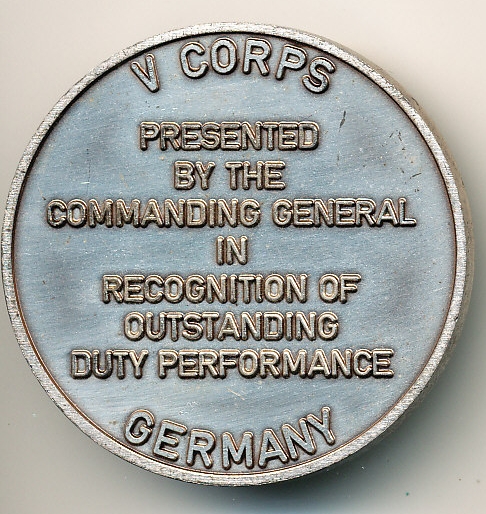 V CORPS
PRESENTED
BY THE
COMMANDING GENERAL
IN
RECOGNITION OF
OUTSTANDING
DUTY PERFORMANCE
GERMANY